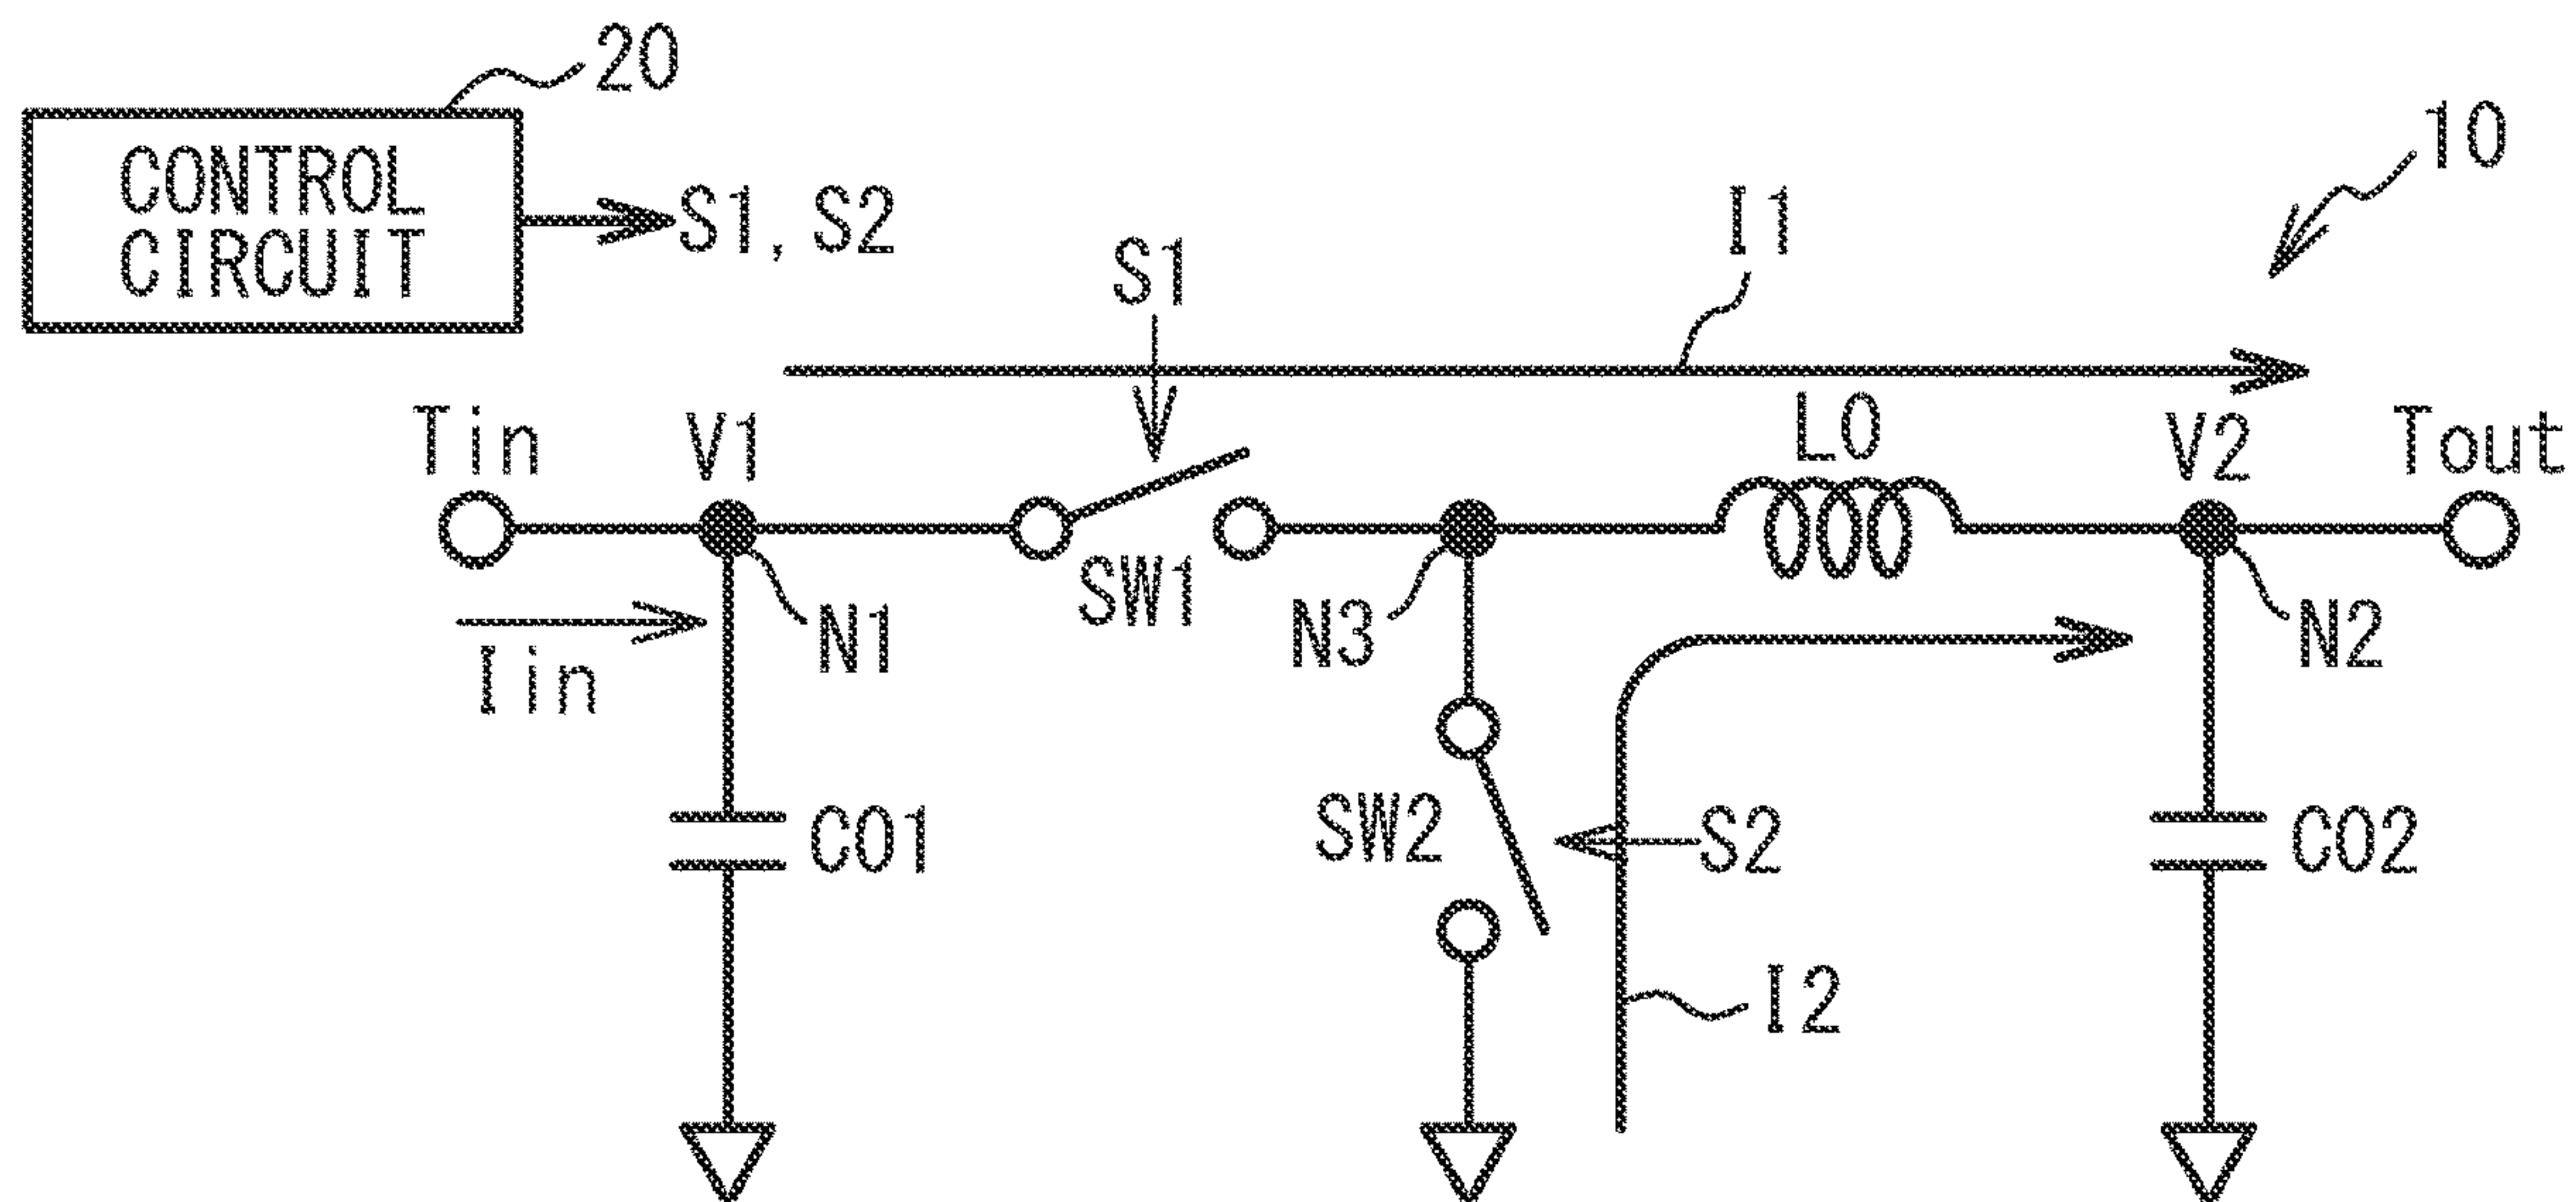 20
CONTROL
CIRCUIT
S1, S2
10
I1
S1
Tin
V1
L0
V2
Tout
SW1
N1
N3
N2
Iin
C01
SW2
S2
C02
I2